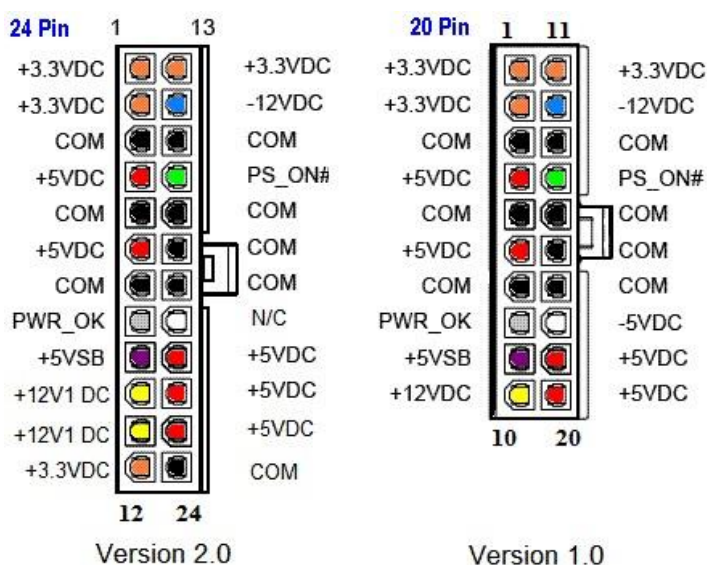 24 Pin 1 13
+3.3VDC +3.3VDC
+3.3VDC -12VDC
COM COM
+5VDC PS_ON#
COM COM
+5VDC COM
COM COM
PWR_OK N/C
+5VSB +5VDC
+12V1 DC +5VDC
+12V1 DC +5VDC
+3.3VDC COM
12 24
Version 2.0
20 Pin 1 11
+3.3VDC +3.3VDC
+3.3VDC -12VDC
COM COM
+5VDC PS_ON#
COM COM
+5VDC COM
COM COM
PWR_OK -5VDC
+5VSB +5VDC
+12VDC +5VDC
10 20
Version 1.0